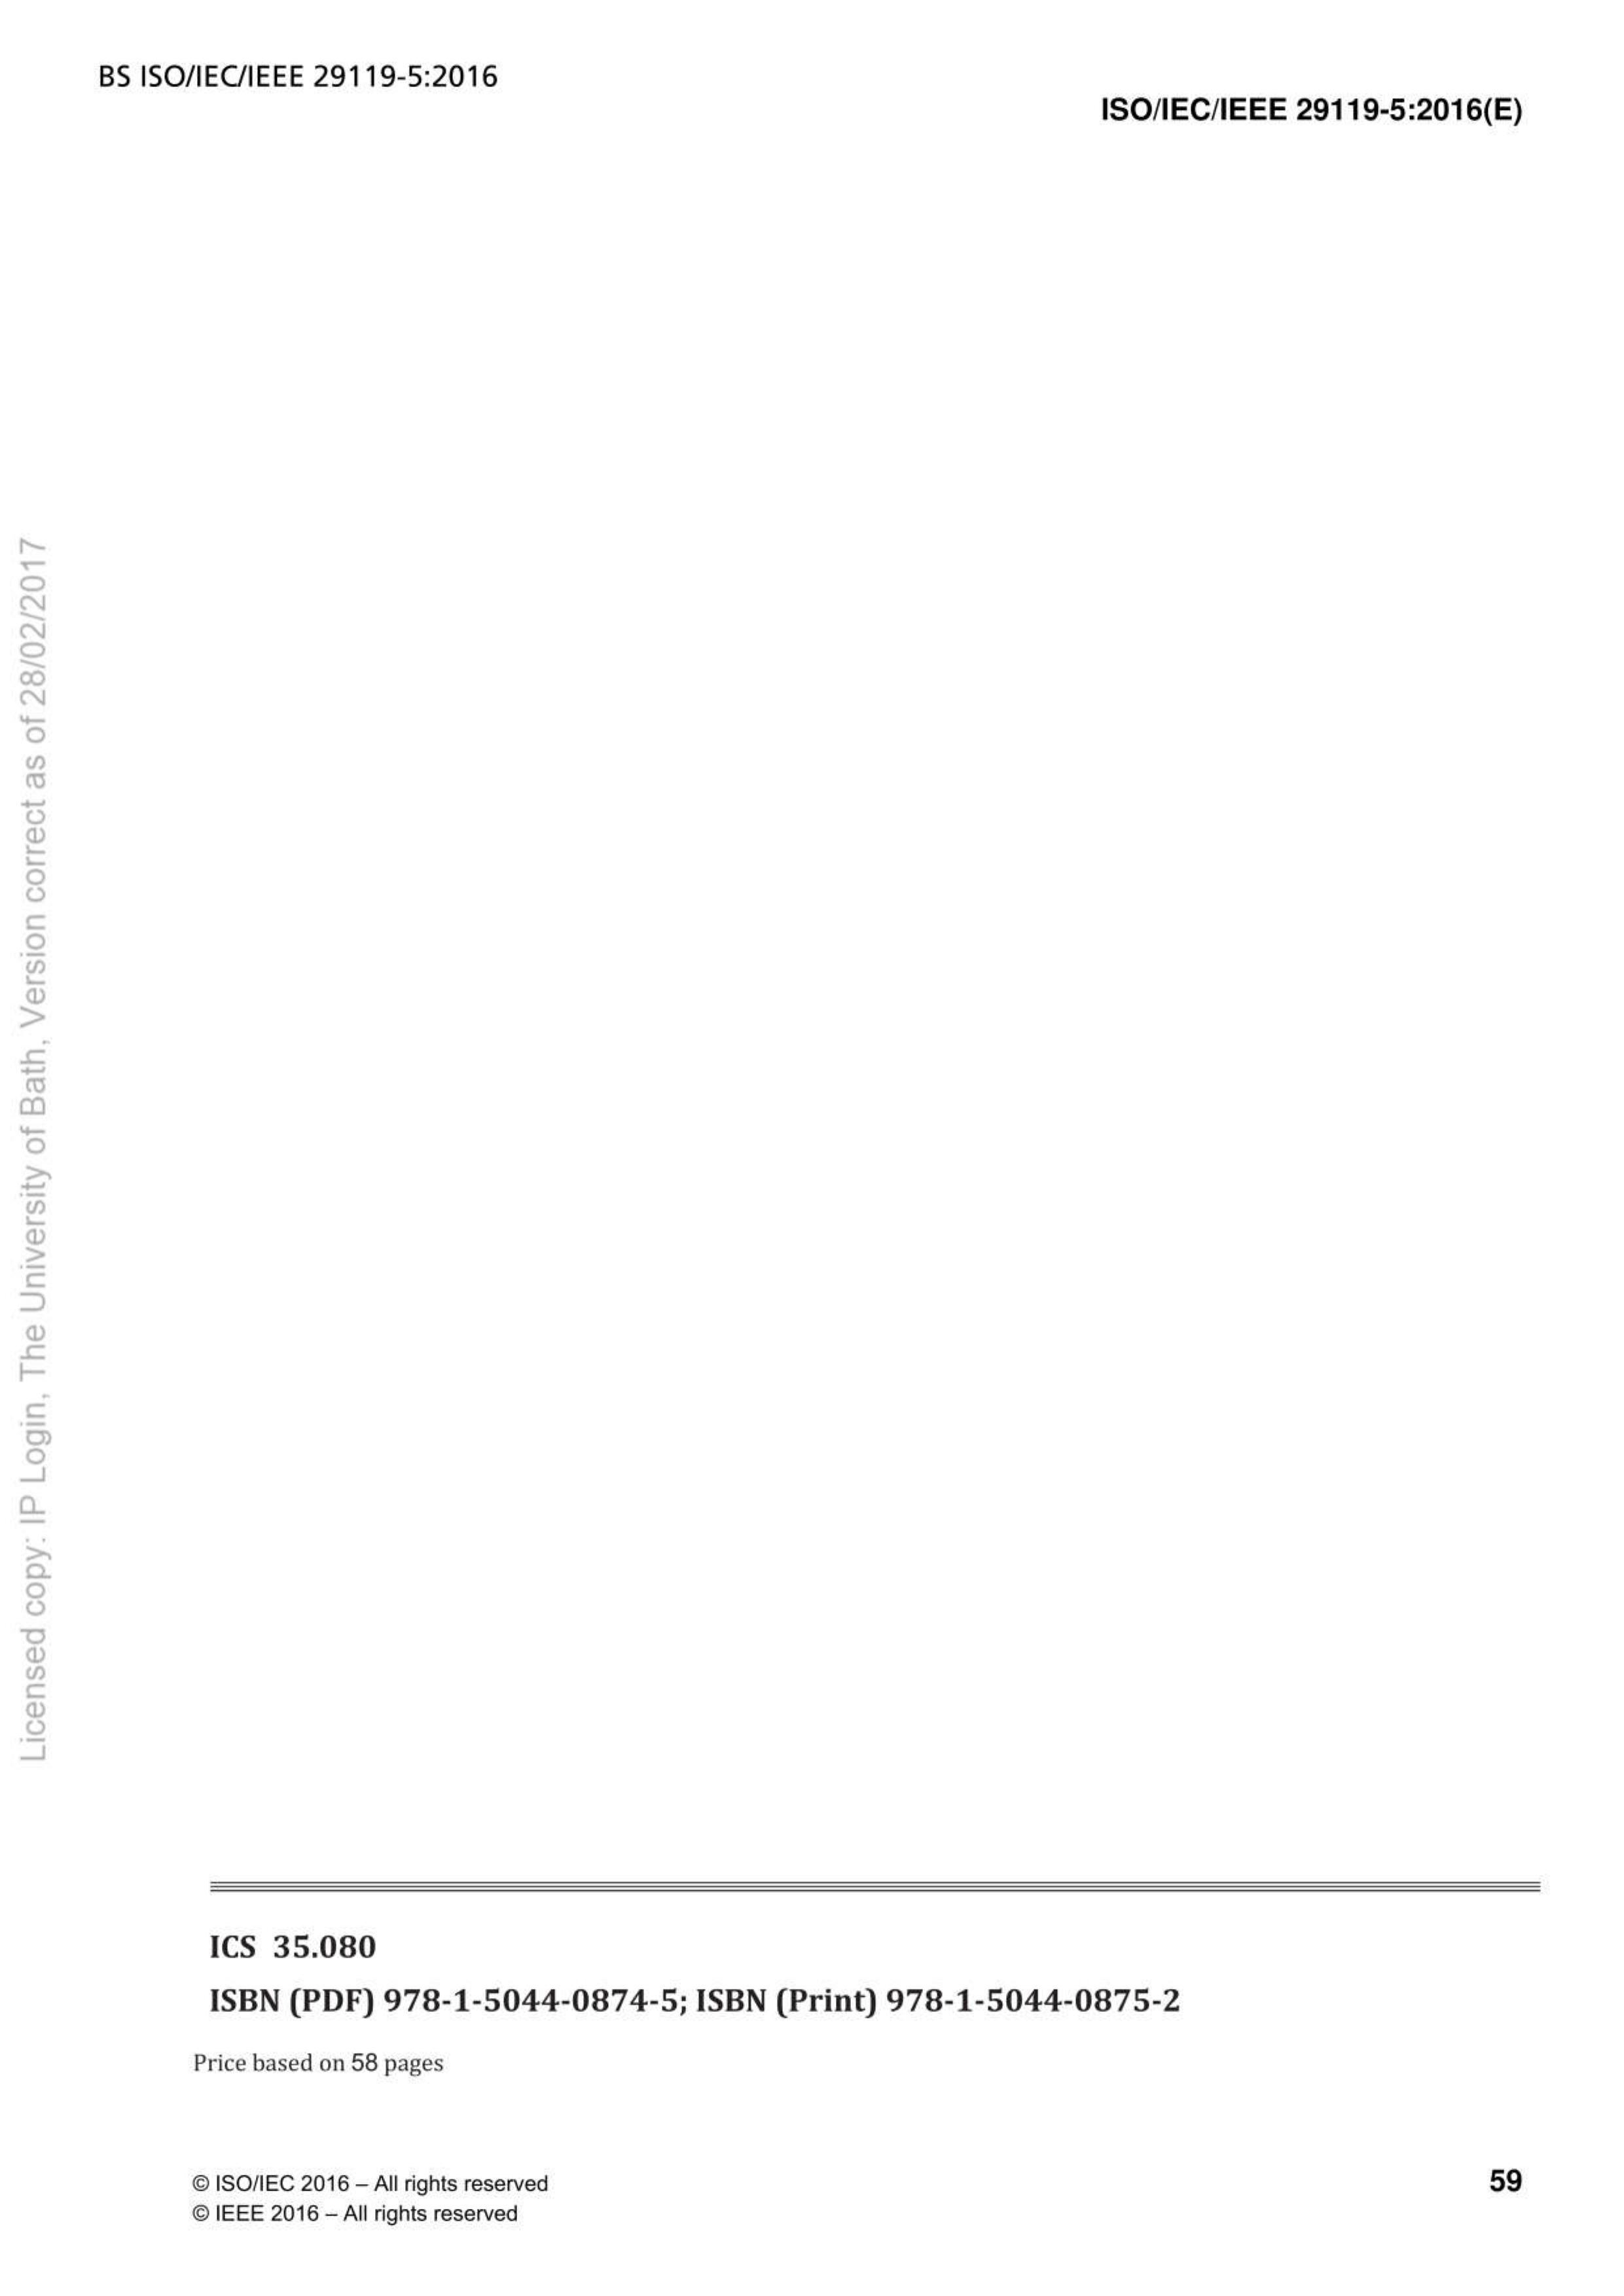 BS ISO/IEC/IEEE 29119-5:2016
ISO/IEC/IEEE 29119-5:2016(E)
Licensed copy: IP Login, The University of Bath, Version correct as of 28/02/2017
ICS 35.080
ISBN (PDF) 978-1-5044-0874-5; ISBN (Print) 978-1-5044-0875-2
Price based on 58 pages
© ISO/IEC 2016 – All rights reserved
© IEEE 2016 – All rights reserved
59